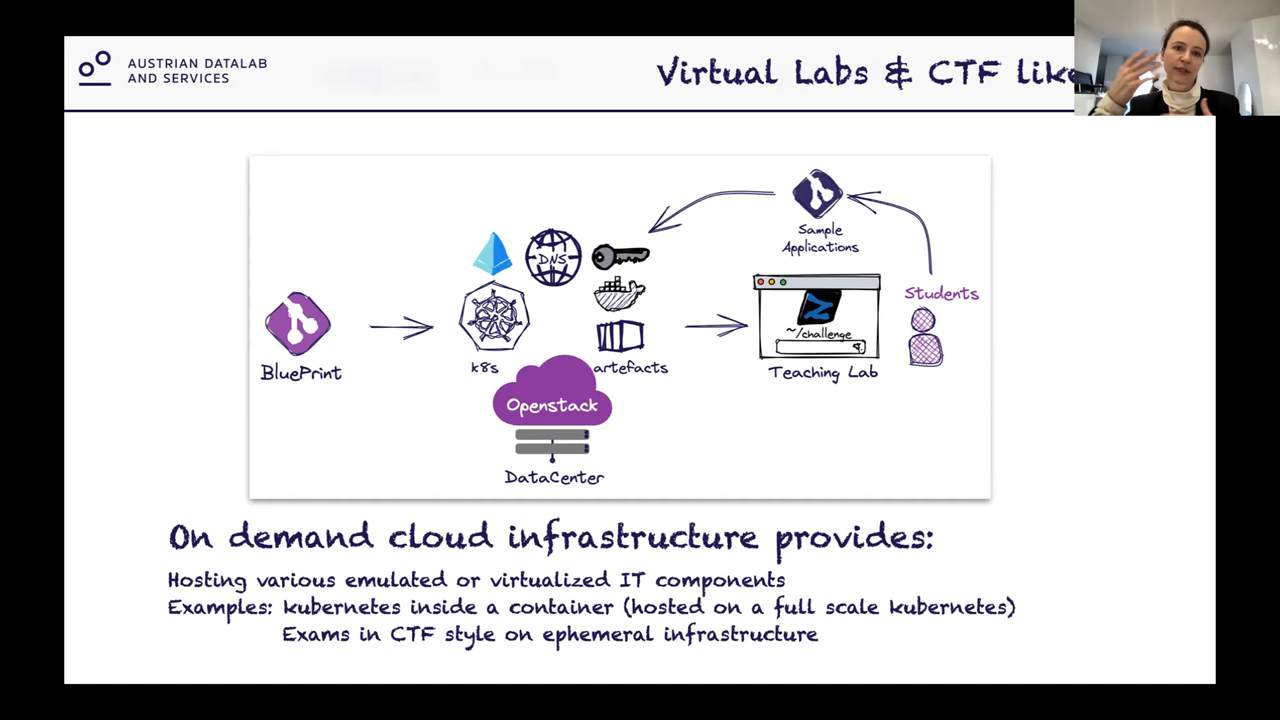 AUSTRIAN DATALAB
AND SERVICES
Virtual Labs & CTF like
Sample
Applications
DNS
Students
~/challenge
BluePrint
k8s
artefacts
Teaching Lab
Openstack
DataCenter
On demand cloud infrastructure provides:
Hosting various emulated or virtualized IT components
Examples: kubernetes inside a container (hosted on a full scale kubernetes)
Exams in CTF style on ephemeral infrastructure